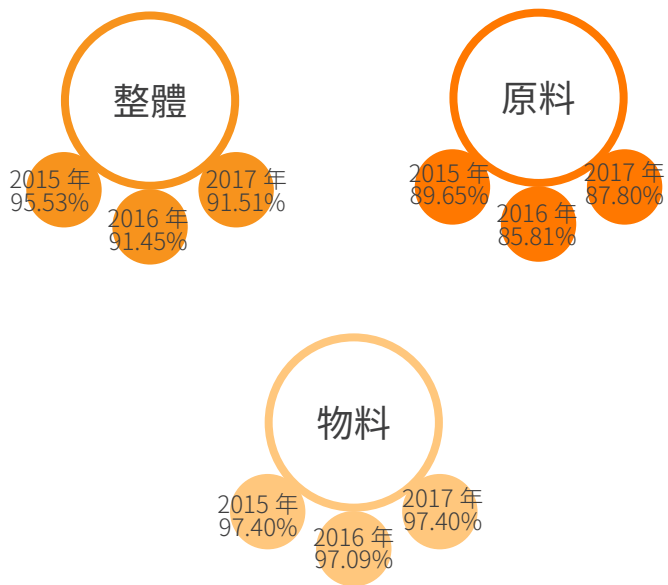 整體
2015 年
95.53%
2016 年
91.45%
2017 年
91.51%
原料
2015 年
89.65%
2016 年
85.81%
2017 年
87.80%
物料
2015 年
97.40%
2016 年
97.09%
2017 年
97.40%